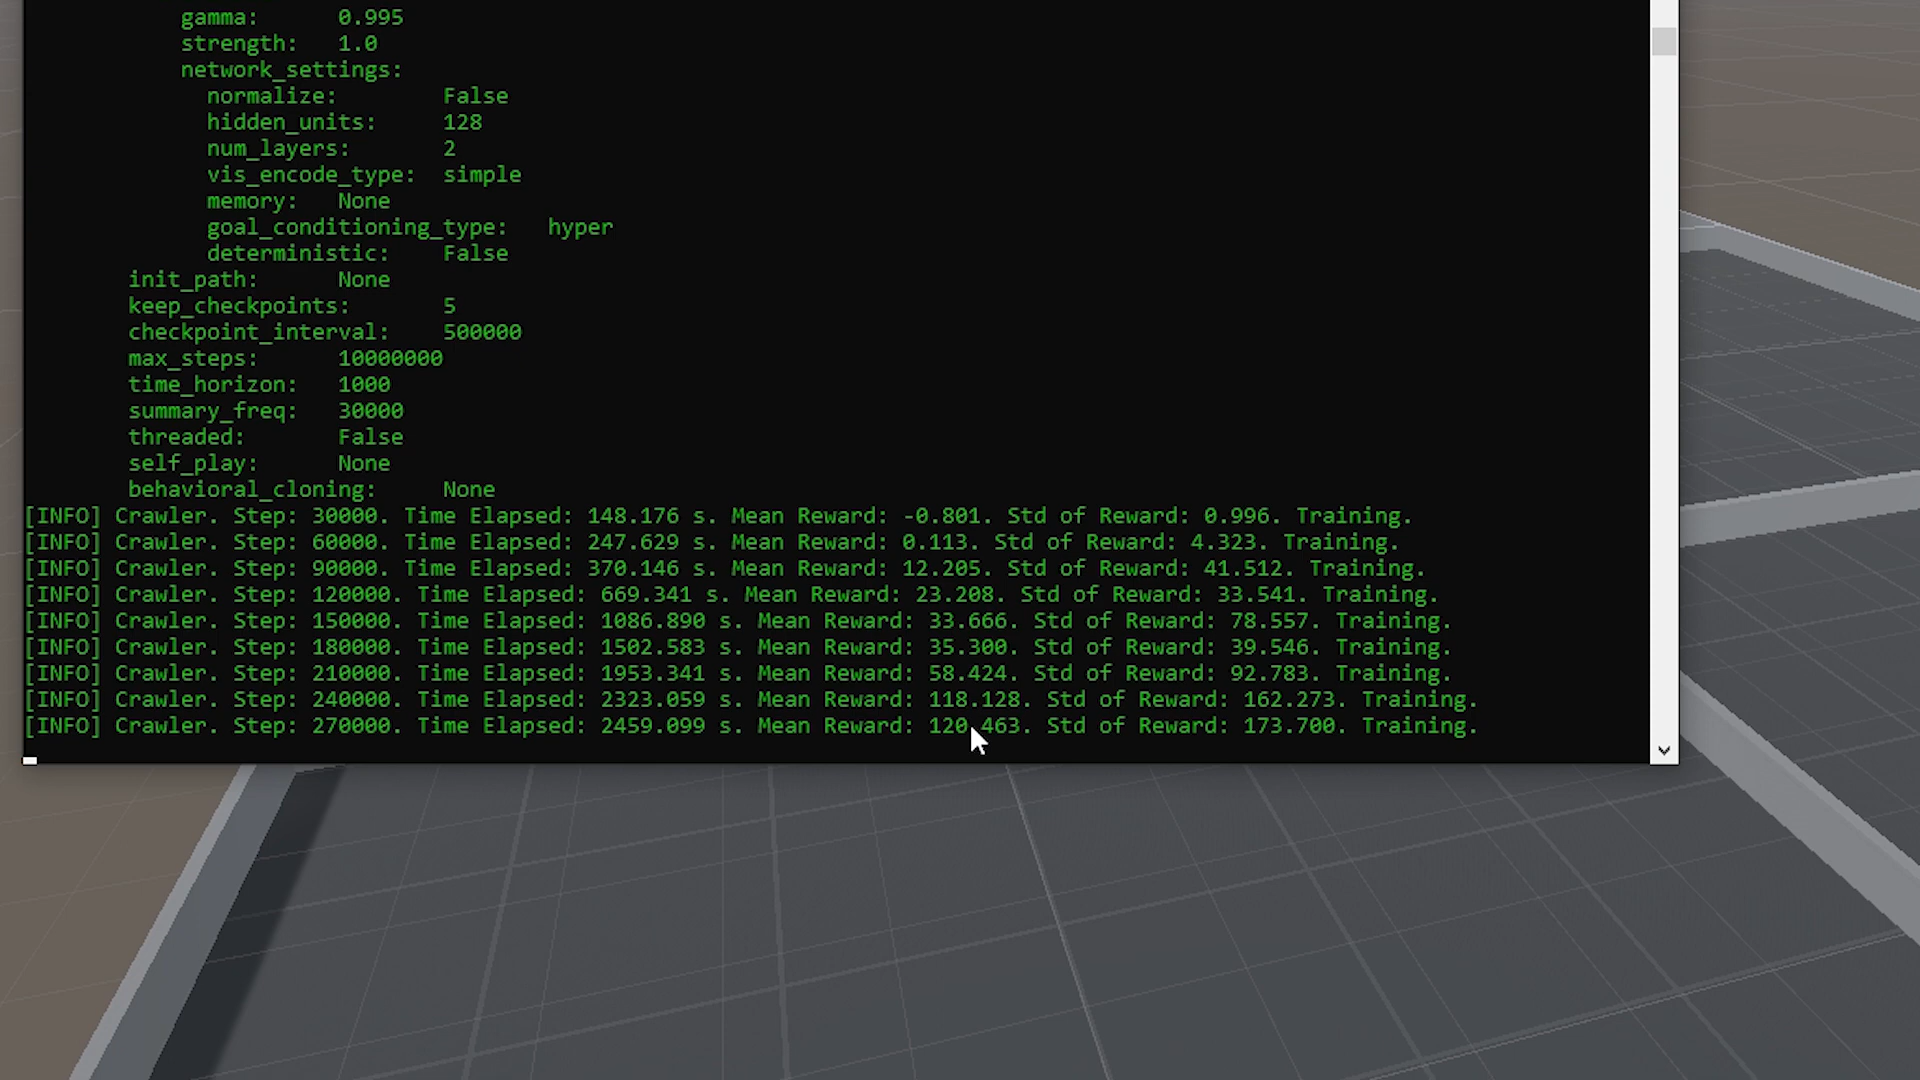 gamma: 0.995
strength: 1.0
network_settings:
normalize: False
hidden_units: 128
num_layers: 2
vis_encode_type: simple
memory: None
goal_conditioning_type: hyper
deterministic: False
init_path: None
keep_checkpoints: 5
checkpoint_interval: 500000
max_steps: 10000000
time_horizon: 1000
summary_freq: 30000
threaded: False
self_play: None
behavioral_cloning: None
[INFO] Crawler. Step: 30000. Time Elapsed: 148.176 s. Mean Reward: -0.801. Std of Reward: 0.996. Training.
[INFO] Crawler. Step: 60000. Time Elapsed: 247.629 s. Mean Reward: 0.113. Std of Reward: 4.323. Training.
[INFO] Crawler. Step: 90000. Time Elapsed: 370.146 s. Mean Reward: 12.205. Std of Reward: 41.512. Training.
[INFO] Crawler. Step: 120000. Time Elapsed: 669.341 s. Mean Reward: 23.208. Std of Reward: 33.541. Training.
[INFO] Crawler. Step: 150000. Time Elapsed: 1086.890 s. Mean Reward: 33.666. Std of Reward: 78.557. Training.
[INFO] Crawler. Step: 180000. Time Elapsed: 1502.583 s. Mean Reward: 35.300. Std of Reward: 39.546. Training.
[INFO] Crawler. Step: 210000. Time Elapsed: 1953.341 s. Mean Reward: 58.424. Std of Reward: 92.783. Training.
[INFO] Crawler. Step: 240000. Time Elapsed: 2323.059 s. Mean Reward: 118.128. Std of Reward: 162.273. Training.
[INFO] Crawler. Step: 270000. Time Elapsed: 2459.099 s. Mean Reward: 120.463. Std of Reward: 173.700. Training.